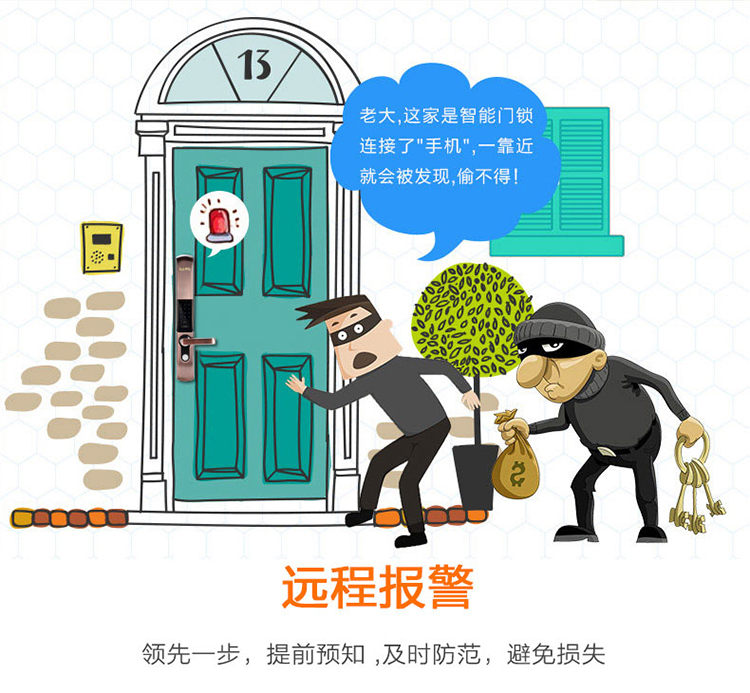 13
老大,这家是智能门锁
连接了"手机",一靠近
就会被发现,偷不得!
远程报警
领先一步，提前预知 ,及时防范，避免损失